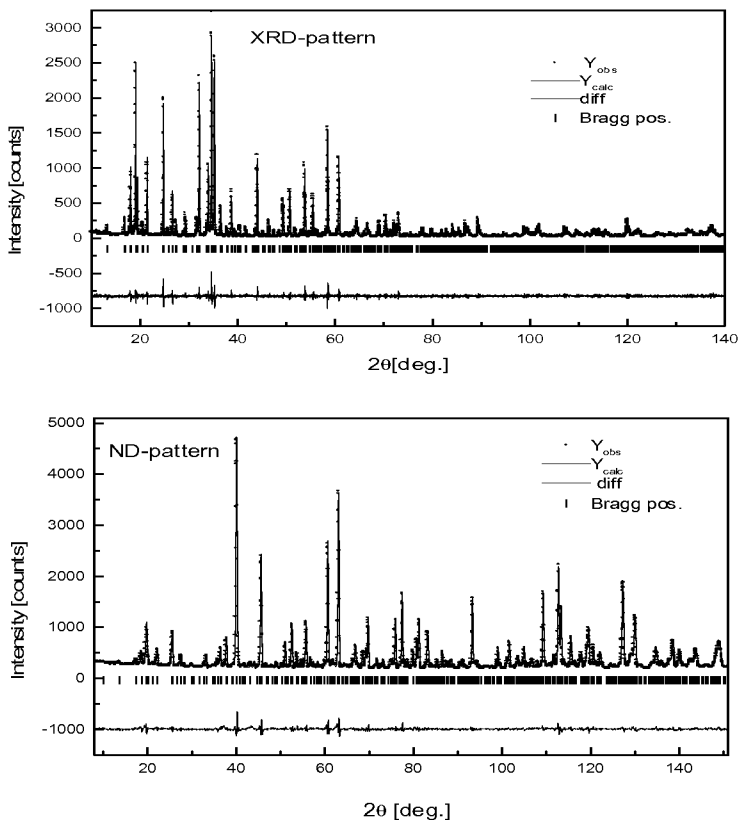 XRD-pattern
Y_obs
Y_calc
diff
Bragg pos.
Intensity [counts]
3000
2500
2000
1500
1000
500
0
-500
-1000
20 40 60 80 100 120 140
2θ[deg.]
ND-pattern
Y_obs
Y_calc
diff
Bragg pos.
Intensity [counts]
5000
4000
3000
2000
1000
0
-1000
20 40 60 80 100 120 140
2θ [deg.]